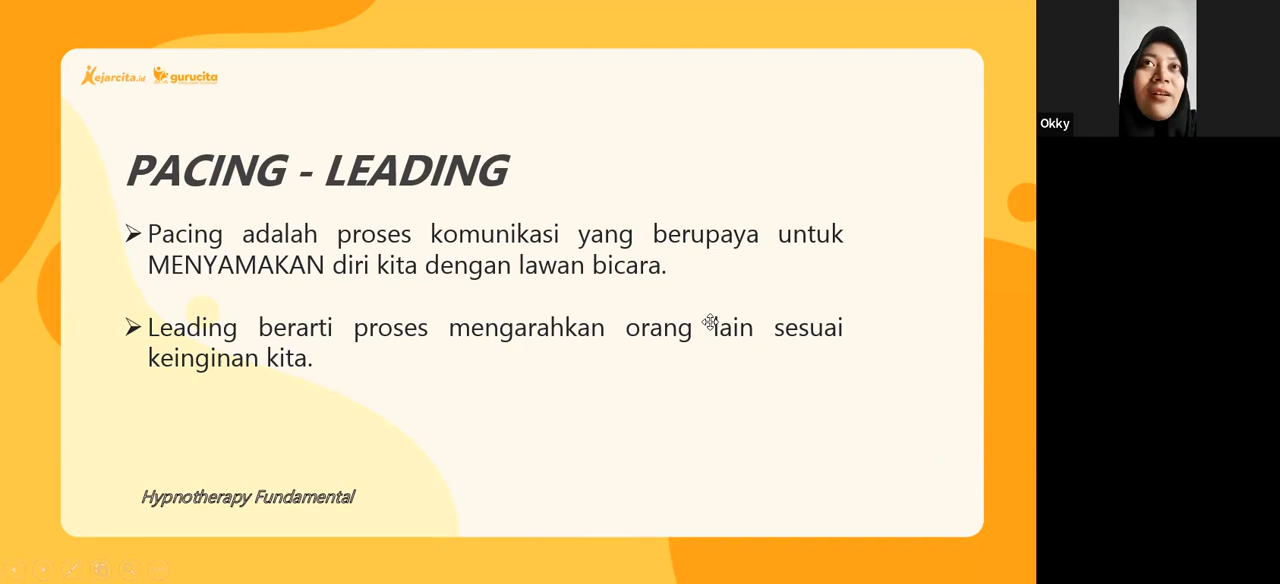 Kejarcita.id gurucita
Okky
PACING - LEADING
➢ Pacing adalah proses komunikasi yang berupaya untuk
MENYAMAKAN diri kita dengan lawan bicara.
➢ Leading berarti proses mengarahkan orang lain sesuai
keinginan kita.
Hypnotherapy Fundamental